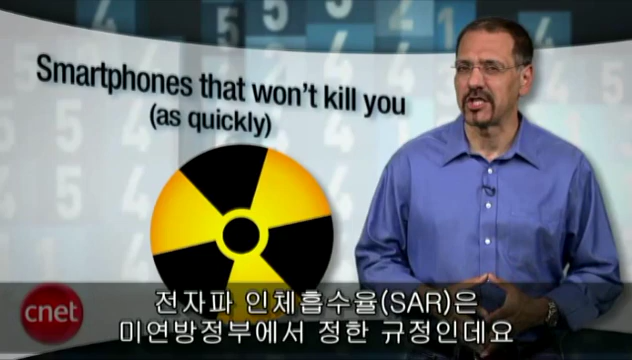 Smartphones that won't kill you
(as quickly)
cnet
전자파 인체흡수율(SAR)은
미연방정부에서 정한 규정인데요